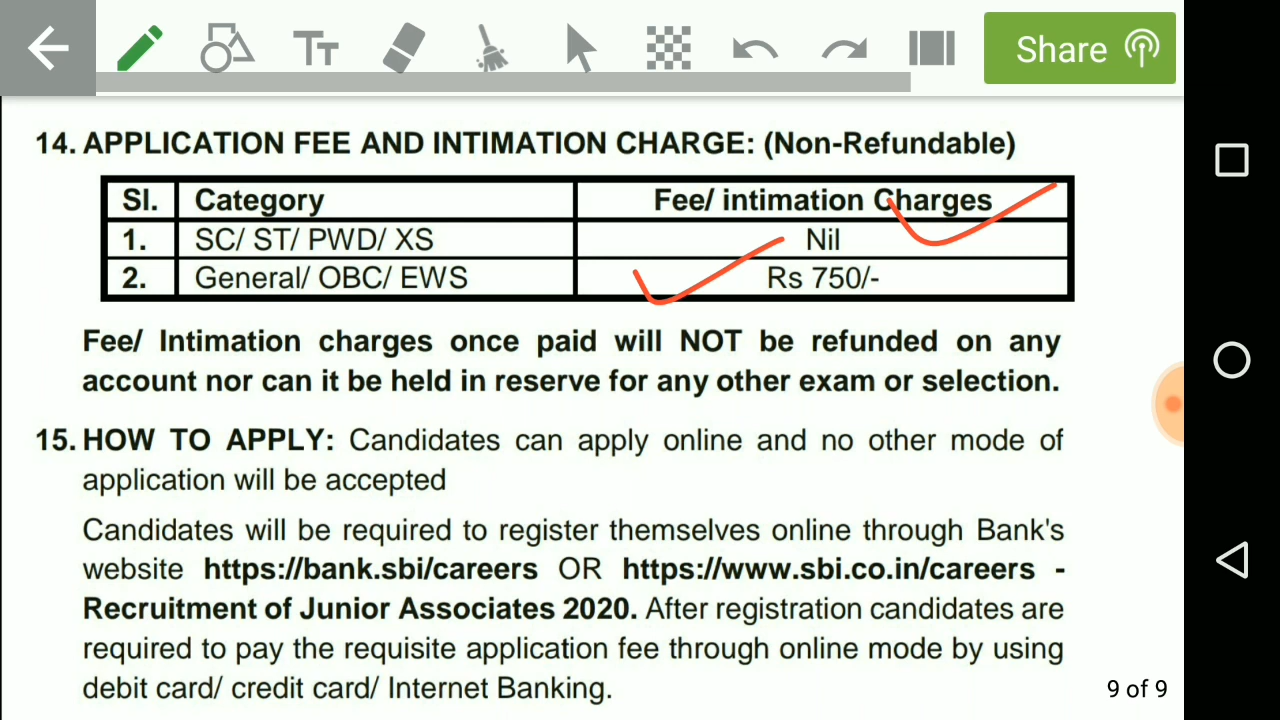 Share
14. APPLICATION FEE AND INTIMATION CHARGE: (Non-Refundable)
Sl. Category Fee/ intimation Charges
1. SC/ ST/ PWD/ XS Nil
2. General/ OBC/ EWS Rs 750/-
Fee/ Intimation charges once paid will NOT be refunded on any
account nor can it be held in reserve for any other exam or selection.
15. HOW TO APPLY: Candidates can apply online and no other mode of
application will be accepted
Candidates will be required to register themselves online through Bank's
website https://bank.sbi/careers OR https://www.sbi.co.in/careers -
Recruitment of Junior Associates 2020. After registration candidates are
required to pay the requisite application fee through online mode by using
debit card/ credit card/ Internet Banking.
9 of 9